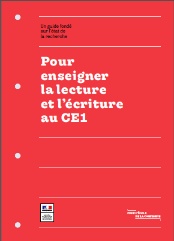 Un guide fondé
sur l'état de
la recherche
Pour
enseigner
la lecture
et l'écriture
au CE1